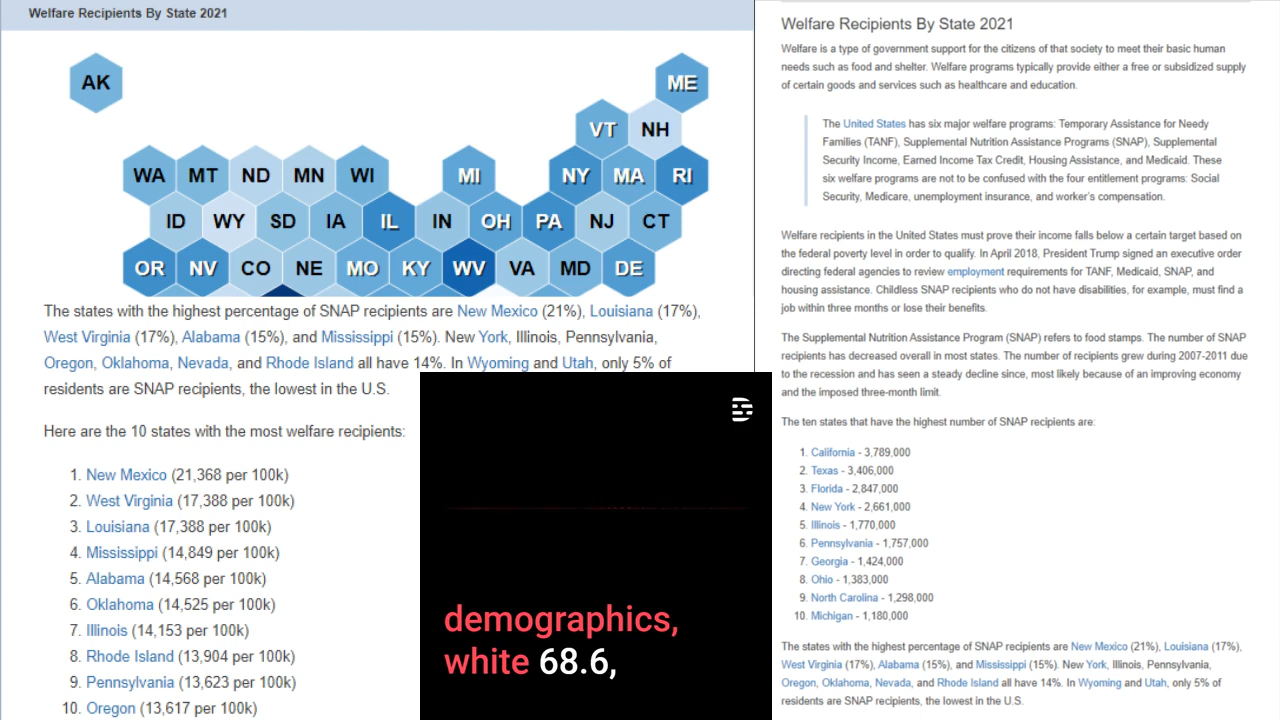 Welfare Recipients By State 2021
AK
ME
VT NH
WA MT ND MN WI MI NY MA RI
ID WY SD IA IL IN OH PA NJ CT
OR NV CO NE MO KY WV VA MD DE
The states with the highest percentage of SNAP recipients are New Mexico (21%), Louisiana (17%),
West Virginia (17%), Alabama (15%), and Mississippi (15%). New York, Illinois, Pennsylvania,
Oregon, Oklahoma, Nevada, and Rhode Island all have 14%. In Wyoming and Utah, only 5% of
residents are SNAP recipients, the lowest in the U.S.
Here are the 10 states with the most welfare recipients:
1. New Mexico (21,368 per 100k)
2. West Virginia (17,388 per 100k)
3. Louisiana (17,388 per 100k)
4. Mississippi (14,849 per 100k)
5. Alabama (14,568 per 100k)
6. Oklahoma (14,525 per 100k)
7. Illinois (14,153 per 100k)
8. Rhode Island (13,904 per 100k)
9. Pennsylvania (13,623 per 100k)
10. Oregon (13,617 per 100k)
demographics,
white 68.6,
Welfare Recipients By State 2021
Welfare is a type of government support for the citizens of that society to meet their basic human
needs such as food and shelter. Welfare programs typically provide either a free or subsidized supply
of certain goods and services such as healthcare and education.
The United States has six major welfare programs: Temporary Assistance for Needy
Families (TANF), Supplemental Nutrition Assistance Programs (SNAP), Supplemental
Security Income, Earned Income Tax Credit, Housing Assistance, and Medicaid. These
six welfare programs are not to be confused with the four entitlement programs: Social
Security, Medicare, unemployment insurance, and worker's compensation.
Welfare recipients in the United States must prove their income falls below a certain target based on
the federal poverty level in order to qualify. In April 2018, President Trump signed an executive order
directing federal agencies to review employment requirements for TANF, Medicaid, SNAP, and
housing assistance. Childless SNAP recipients who do not have disabilities, for example, must find a
job within three months or lose their benefits.
The Supplemental Nutrition Assistance Program (SNAP) refers to food stamps. The number of SNAP
recipients has decreased overall in most states. The number of recipients grew during 2007-2011 due
to the recession and has seen a steady decline since, most likely because of an improving economy
and the imposed three-month limit.
The ten states that have the highest number of SNAP recipients are:
1. California - 3,789,000
2. Texas - 3,406,000
3. Florida - 2,847,000
4. New York - 2,661,000
5. Illinois - 1,770,000
6. Pennsylvania - 1,757,000
7. Georgia - 1,424,000
8. Ohio - 1,383,000
9. North Carolina - 1,298,000
10. Michigan - 1,180,000
The states with the highest percentage of SNAP recipients are New Mexico (21%), Louisiana (17%),
West Virginia (17%), Alabama (15%), and Mississippi (15%). New York, Illinois, Pennsylvania,
Oregon, Oklahoma, Nevada, and Rhode Island all have 14%. In Wyoming and Utah, only 5% of
residents are SNAP recipients, the lowest in the U.S.